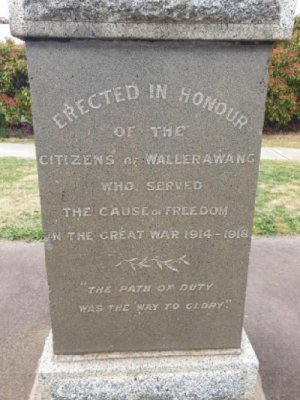 ERECTED IN HONOUR
OF THE
CITIZENS OF WALLERAWANG
WHO SERVED
THE CAUSE OF FREEDOM
IN THE GREAT WAR 1914-1918
"THE PATH OF DUTY
WAS THE WAY TO GLORY"